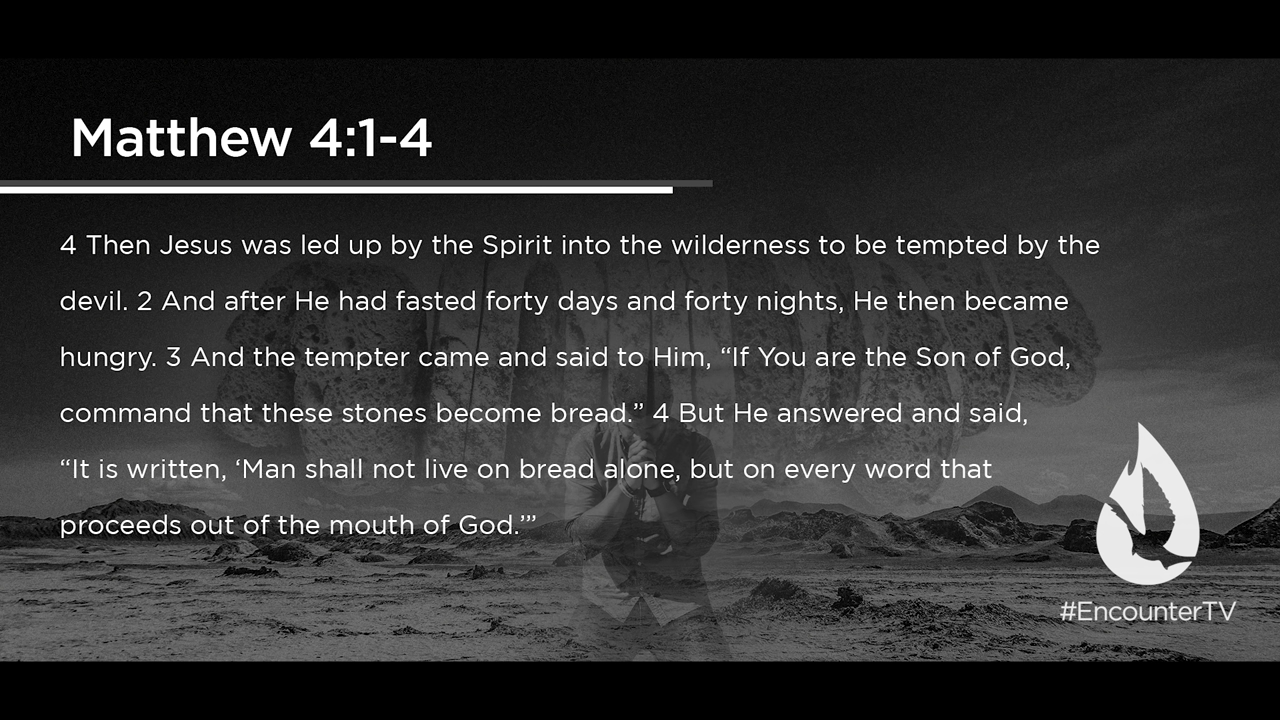 Matthew 4:1-4
4 Then Jesus was led up by the Spirit into the wilderness to be tempted by the
devil. 2 And after He had fasted forty days and forty nights, He then became
hungry. 3 And the tempter came and said to Him, “If You are the Son of God,
command that these stones become bread.” 4 But He answered and said,
“It is written, ‘Man shall not live on bread alone, but on every word that
proceeds out of the mouth of God.’”
#EncounterTV